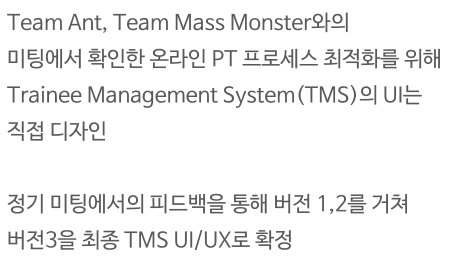 Team Ant, Team Mass Monster와의
미팅에서 확인한 온라인 PT 프로세스 최적화를 위해
Trainee Management System(TMS)의 UI는
직접 디자인
정기 미팅에서의 피드백을 통해 버전 1,2를 거쳐
버전3을 최종 TMS UI/UX로 확정